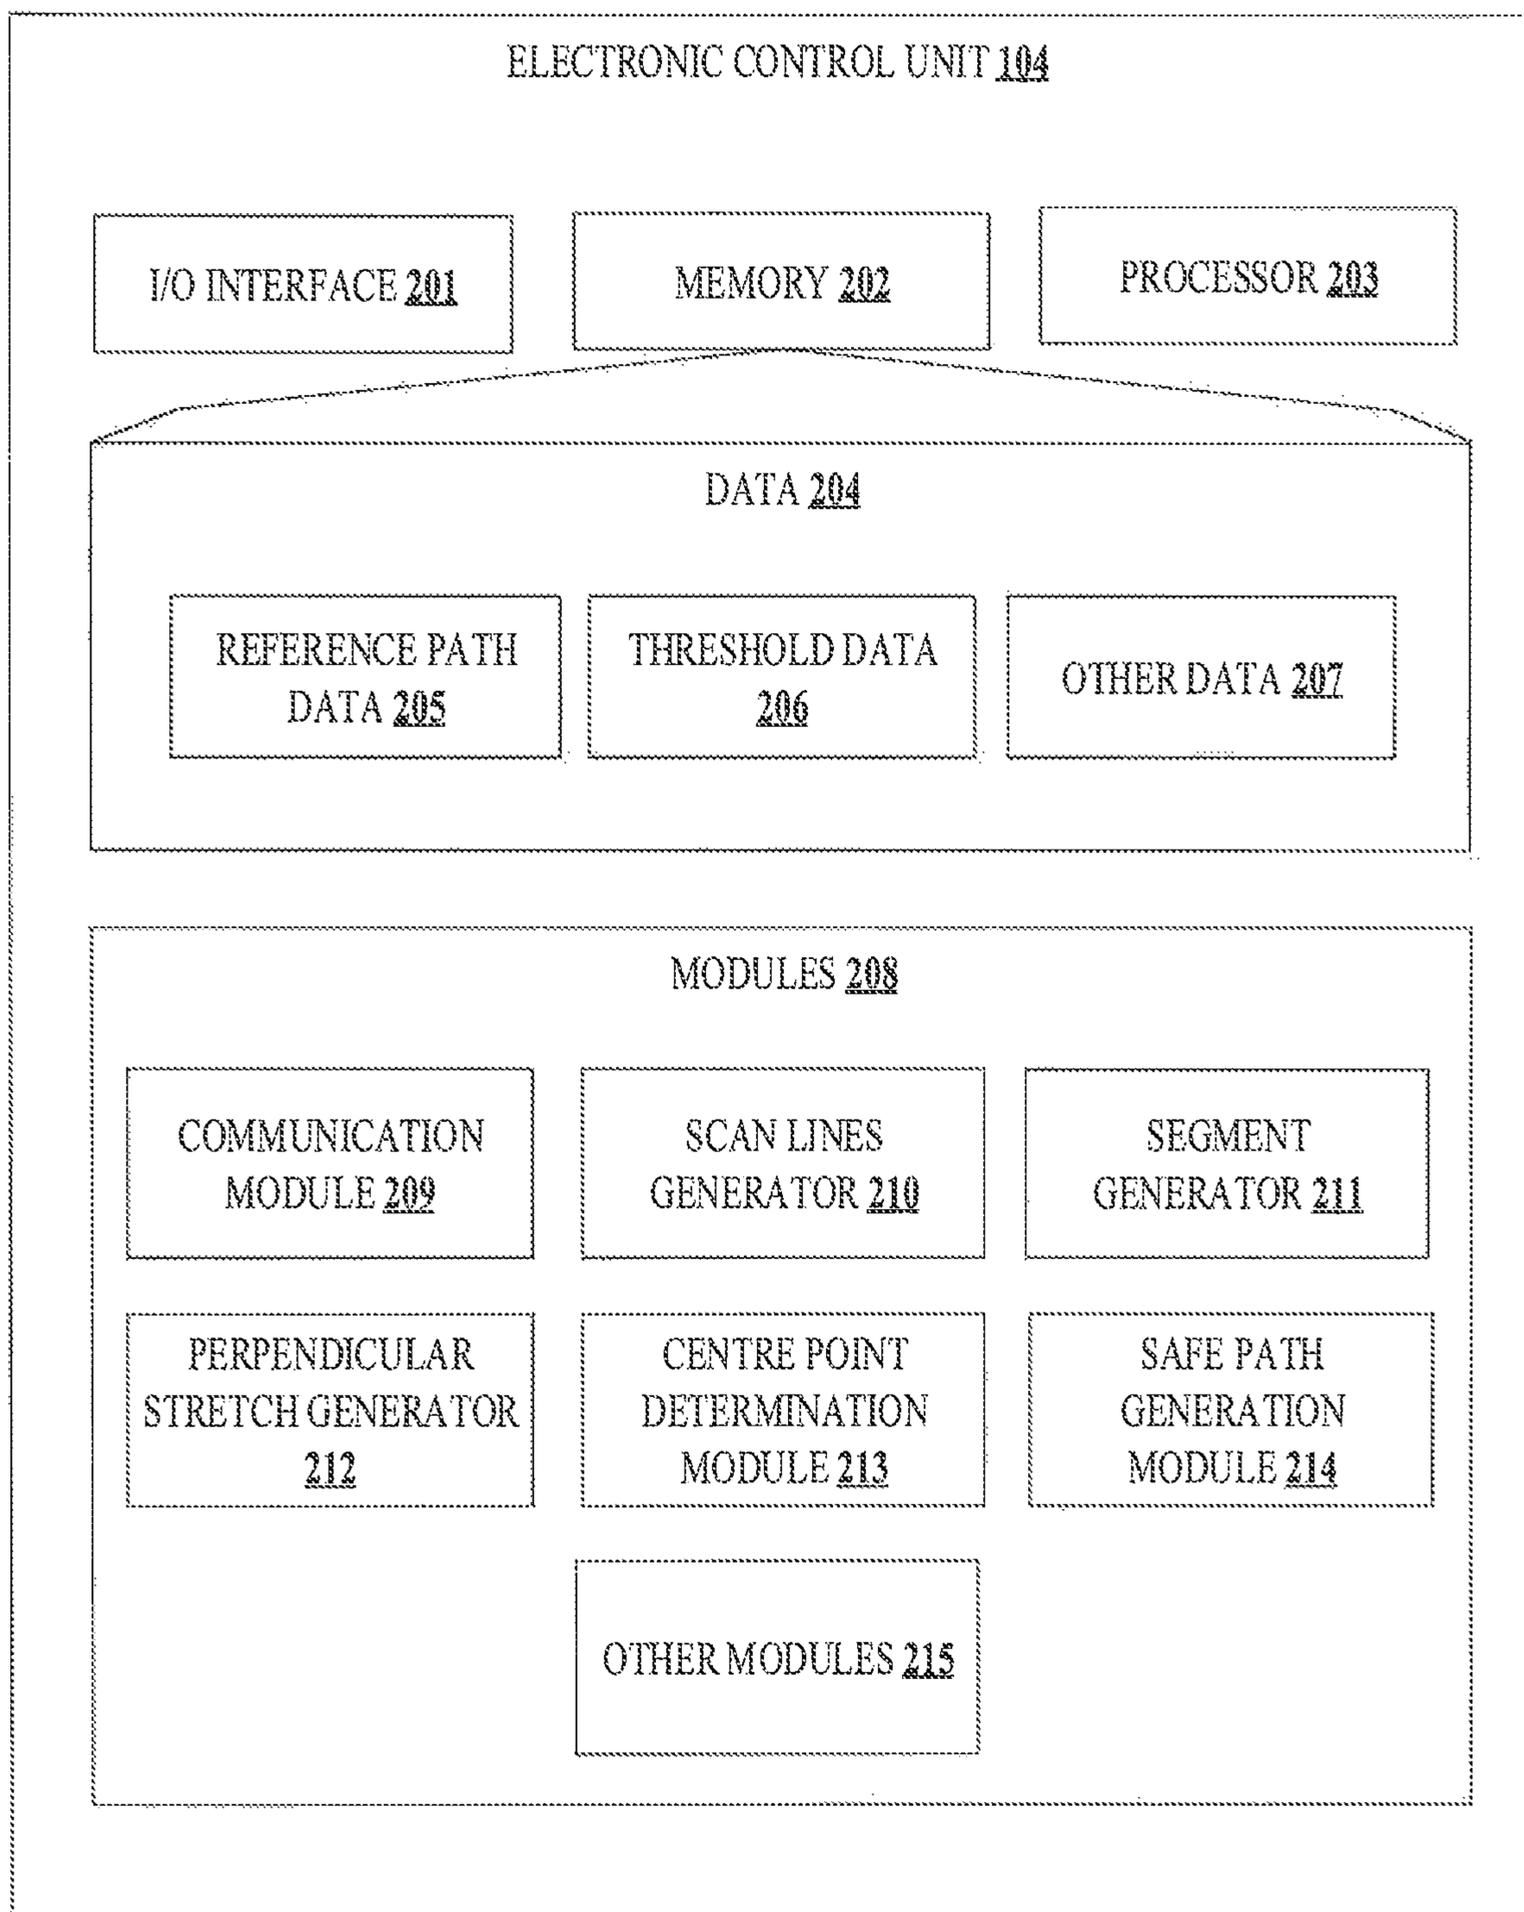 ELECTRONIC CONTROL UNIT 104
I/O INTERFACE 201
MEMORY 202
PROCESSOR 203
DATA 204
REFERENCE PATH
DATA 205
THRESHOLD DATA
206
OTHER DATA 207
MODULES 208
COMMUNICATION
MODULE 209
SCAN LINES
GENERATOR 210
SEGMENT
GENERATOR 211
PERPENDICULAR
STRETCH GENERATOR
212
CENTRE POINT
DETERMINATION
MODULE 213
SAFE PATH
GENERATION
MODULE 214
OTHER MODULES 215